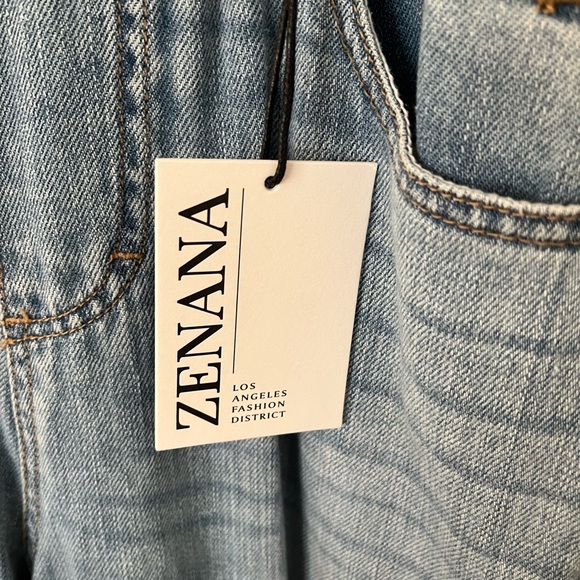 ZENANA
LOS
ANGELES
FASHION
DISTRICT